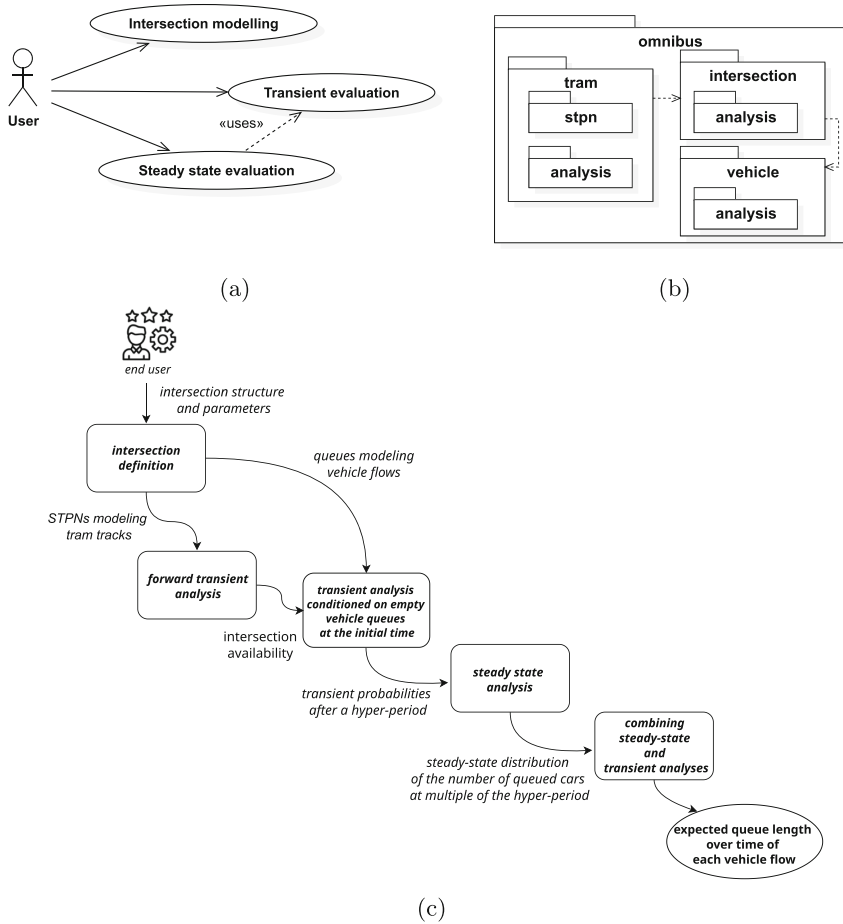 Intersection modelling
User
Transient evaluation
«uses»
Steady state evaluation
(a)
omnibus
tram
stpn
analysis
intersection
analysis
vehicle
analysis
(b)
end user
intersection structure
and parameters
intersection
definition
queues modeling
vehicle flows
STPNs modeling
tram tracks
forward transient
analysis
intersection
availability
transient analysis
conditioned on empty
vehicle queues
at the initial time
transient probabilities
after a hyper-period
steady state
analysis
steady-state distribution
of the number of queued cars
at multiple of the hyper-period
combining
steady-state
and
transient analyses
expected queue length
over time of
each vehicle flow
(c)